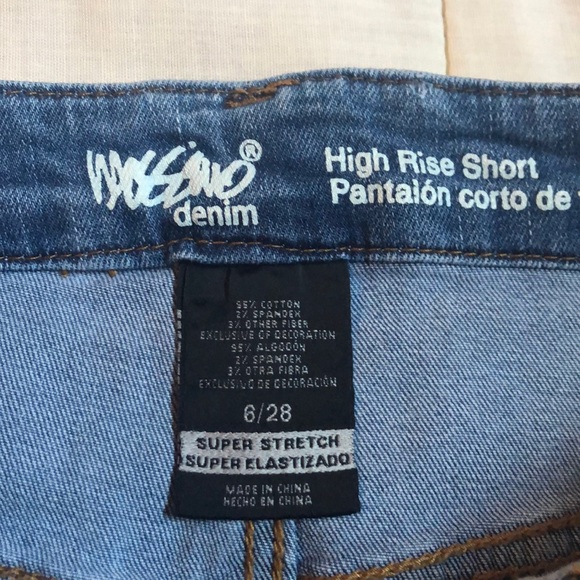 MOSSIMO®
denim
High Rise Short
Pantalón corto de
95% COTTON
2% SPANDEX
3% OTHER FIBER
EXCLUSIVE OF DECORATION
95% ALGODÓN
2% SPANDEX
3% OTRA FIBRA
EXCLUSIVO DE DECORACIÓN
6/28
SUPER STRETCH
SUPER ELASTIZADO
MADE IN CHINA
HECHO EN CHINA